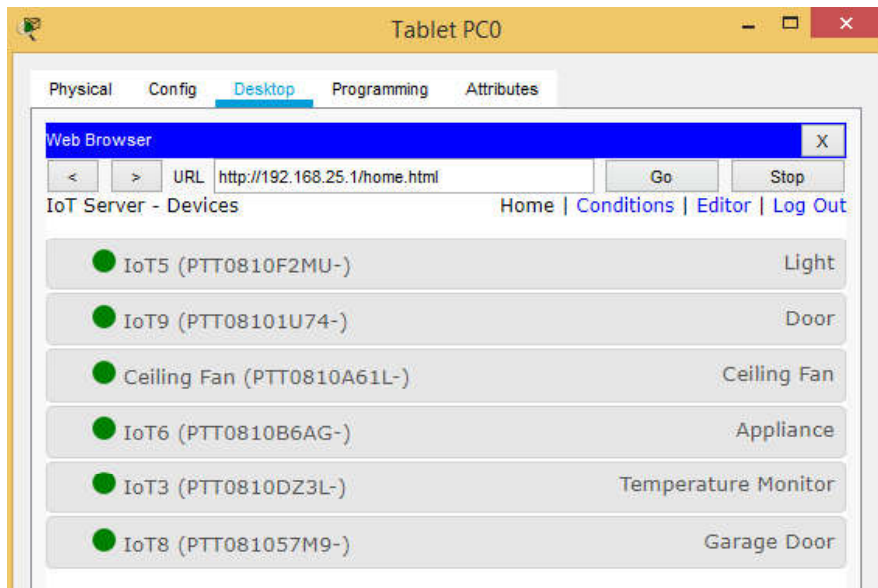 Tablet PC0
Physical Config Desktop Programming Attributes
Web Browser X
< > URL http://192.168.25.1/home.html Go Stop
IoT Server - Devices Home | Conditions | Editor | Log Out
IoT5 (PTT0810F2MU-) Light
IoT9 (PTT08101U74-) Door
Ceiling Fan (PTT0810A61L-) Ceiling Fan
IoT6 (PTT0810B6AG-) Appliance
IoT3 (PTT0810DZ3L-) Temperature Monitor
IoT8 (PTT081057M9-) Garage Door